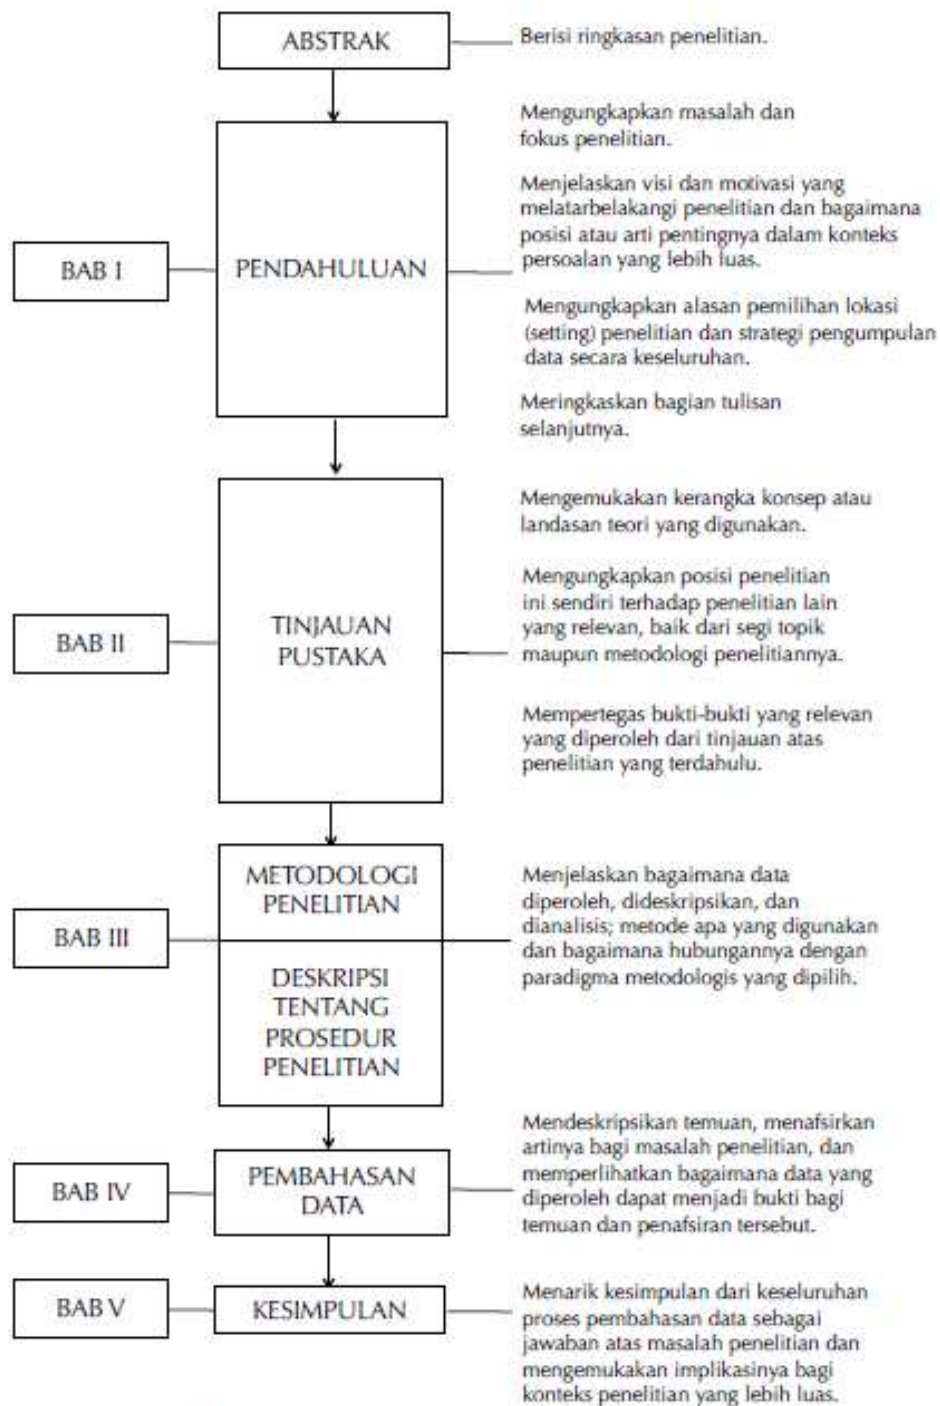 ABSTRAK
Berisi ringkasan penelitian.
BAB I
PENDAHULUAN
Mengungkapkan masalah dan
fokus penelitian.
Menjelaskan visi dan motivasi yang
melatarbelakangi penelitian dan bagaimana
posisi atau arti pentingnya dalam konteks
persoalan yang lebih luas.
Mengungkapkan alasan pemilihan lokasi
(setting) penelitian dan strategi pengumpulan
data secara keseluruhan.
Meringkaskan bagian tulisan
selanjutnya.
BAB II
TINJAUAN
PUSTAKA
Mengemukakan kerangka konsep atau
landasan teori yang digunakan.
Mengungkapkan posisi penelitian
ini sendiri terhadap penelitian lain
yang relevan, baik dari segi topik
maupun metodologi penelitiannya.
Mempertegas bukti-bukti yang relevan
yang diperoleh dari tinjauan atas
penelitian yang terdahulu.
BAB III
METODOLOGI
PENELITIAN
DESKRIPSI
TENTANG
PROSEDUR
PENELITIAN
Menjelaskan bagaimana data
diperoleh, dideskripsikan, dan
dianalisis; metode apa yang digunakan
dan bagaimana hubungannya dengan
paradigma metodologis yang dipilih.
BAB IV
PEMBAHASAN
DATA
Mendeskripsikan temuan, menafsirkan
artinya bagi masalah penelitian, dan
memperlihatkan bagaimana data yang
diperoleh dapat menjadi bukti bagi
temuan dan penafsiran tersebut.
BAB V
KESIMPULAN
Menarik kesimpulan dari keseluruhan
proses pembahasan data sebagai
jawaban atas masalah penelitian dan
mengemukakan implikasinya bagi
konteks penelitian yang lebih luas.